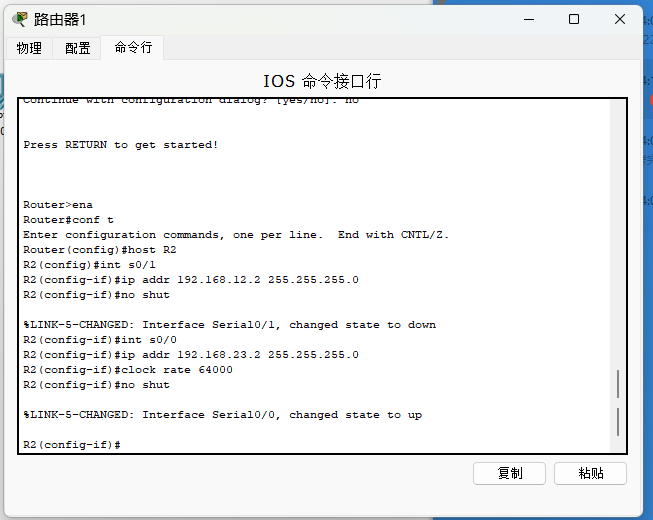 路由器1
物理 配置 命令行
IOS 命令接口行
Continue with configuration dialog? [yes/no]: no
Press RETURN to get started!
Router>ena
Router#conf t
Enter configuration commands, one per line.  End with CNTL/Z.
Router(config)#host R2
R2(config)#int s0/1
R2(config-if)#ip addr 192.168.12.2 255.255.255.0
R2(config-if)#no shut
%LINK-5-CHANGED: Interface Serial0/1, changed state to down
R2(config-if)#int s0/0
R2(config-if)#ip addr 192.168.23.2 255.255.255.0
R2(config-if)#clock rate 64000
R2(config-if)#no shut
%LINK-5-CHANGED: Interface Serial0/0, changed state to up
R2(config-if)#
复制 粘贴